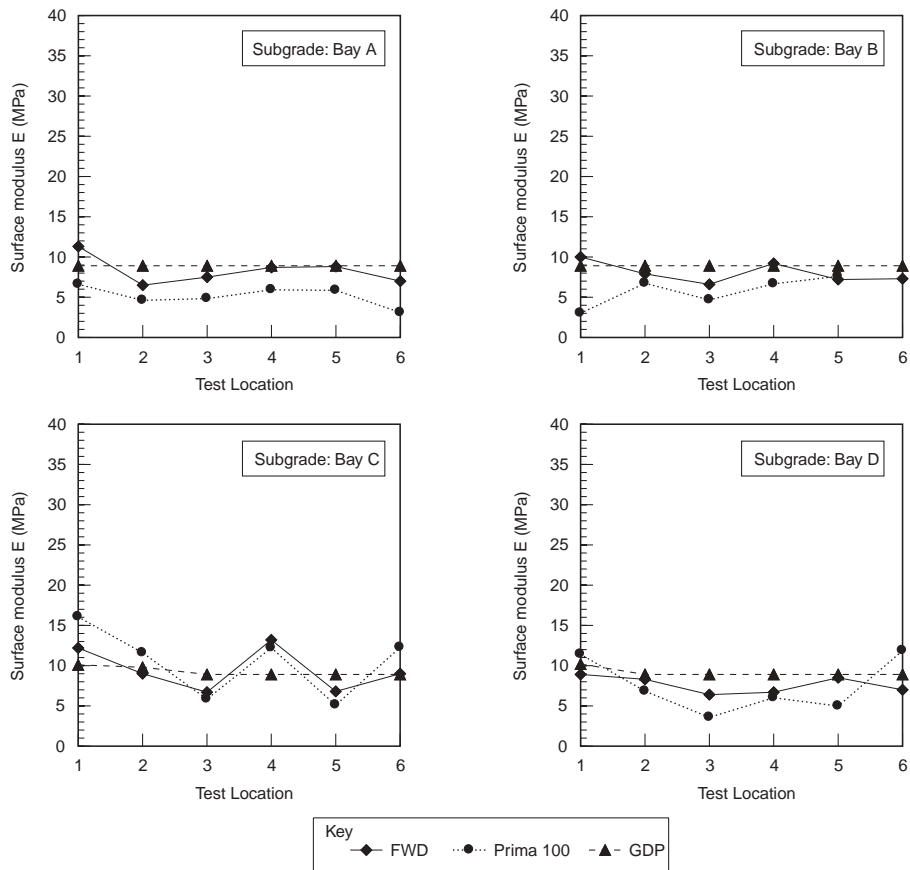 Subgrade: Bay A
Surface modulus E (MPa)
40
35
30
25
20
15
10
5
0
1 2 3 4 5 6
Test Location
Subgrade: Bay B
Surface modulus E (MPa)
40
35
30
25
20
15
10
5
0
1 2 3 4 5 6
Test Location
Subgrade: Bay C
Surface modulus E (MPa)
40
35
30
25
20
15
10
5
0
1 2 3 4 5 6
Test Location
Subgrade: Bay D
Surface modulus E (MPa)
40
35
30
25
20
15
10
5
0
1 2 3 4 5 6
Test Location
Key
FWD Prima 100 GDP